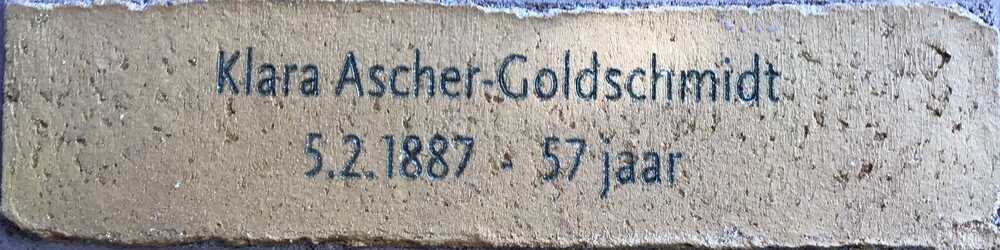 Klara Ascher-Goldschmidt
5.2.1887 - 57 jaar